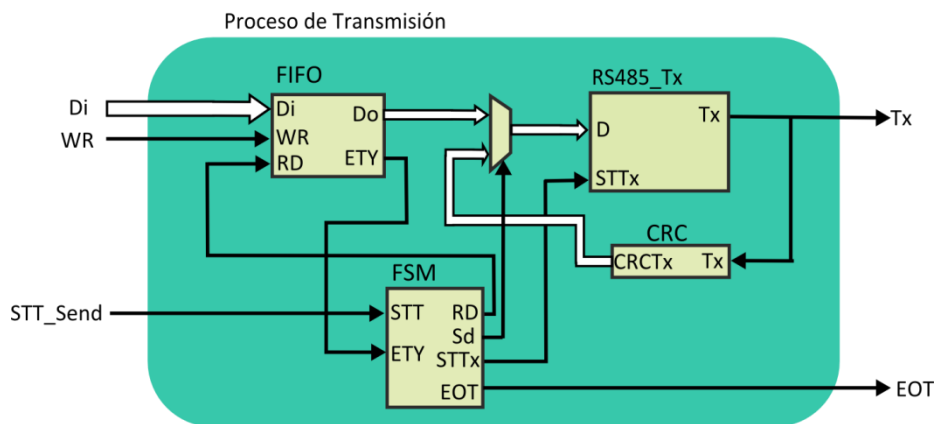 Proceso de Transmisión
FIFO
RS485_Tx
Di
Di
Do
Tx
Tx
WR
WR
D
RD
ETY
STTx
CRC
CRCTx
Tx
FSM
STT_Send
STT
RD
Sd
ETY
STTx
EOT
EOT